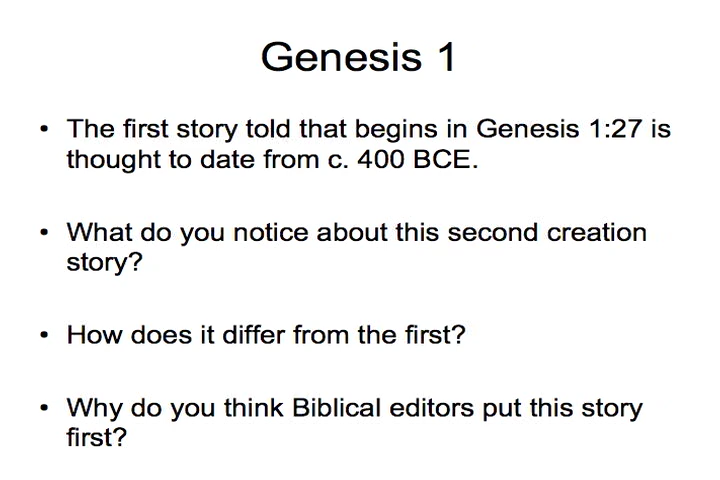 Genesis 1
• The first story told that begins in Genesis 1:27 is
thought to date from c. 400 BCE.
• What do you notice about this second creation
story?
• How does it differ from the first?
• Why do you think Biblical editors put this story
first?